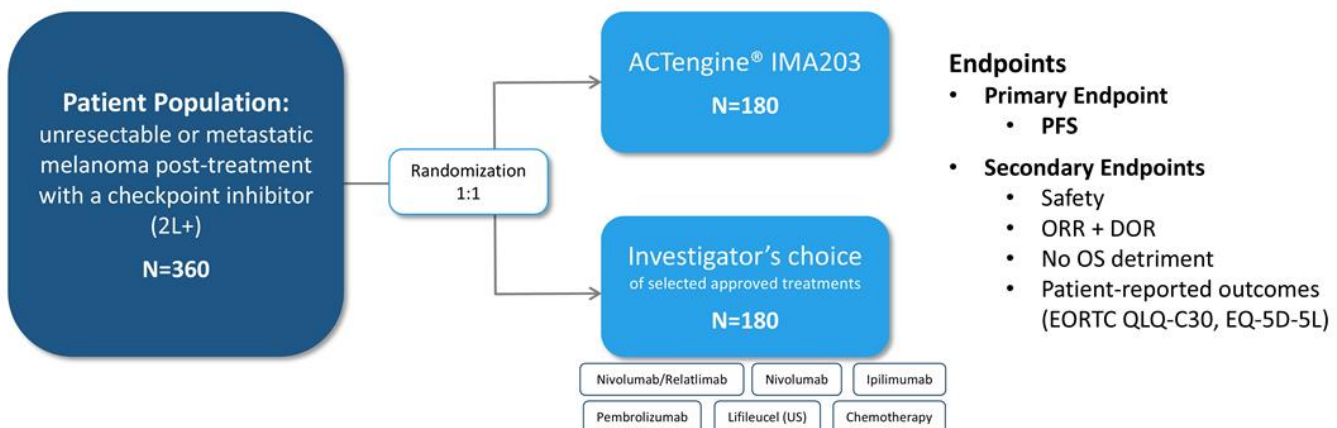 Patient Population:
unresectable or metastatic
melanoma post-treatment
with a checkpoint inhibitor
(2L+)
N=360
Randomization
1:1
ACTengine® IMA203
N=180
Investigator's choice
of selected approved treatments
N=180
Nivolumab/Relatlimab
Nivolumab
Ipilimumab
Pembrolizumab
Lifileucel (US)
Chemotherapy
Endpoints
• Primary Endpoint
• PFS
• Secondary Endpoints
• Safety
• ORR + DOR
• No OS detriment
• Patient-reported outcomes
(EORTC QLQ-C30, EQ-5D-5L)